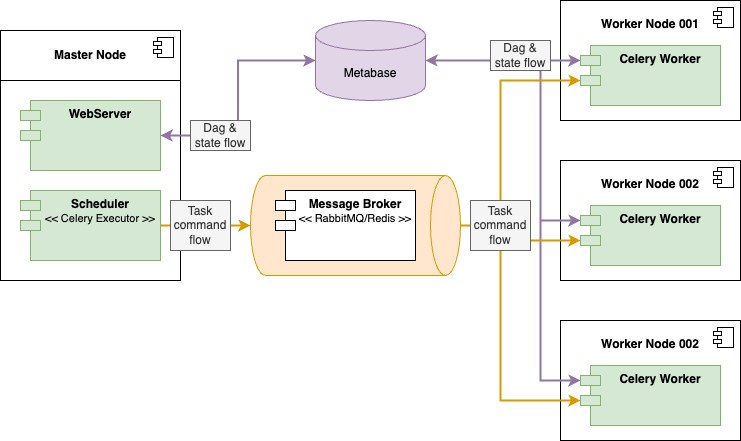 Master Node
WebServer
Scheduler
<< Celery Executor >>
Dag &
state flow
Task
command
flow
Metabase
Message Broker
<< RabbitMQ/Redis >>
Dag &
state flow
Task
command
flow
Worker Node 001
Celery Worker
Worker Node 002
Celery Worker
Worker Node 002
Celery Worker